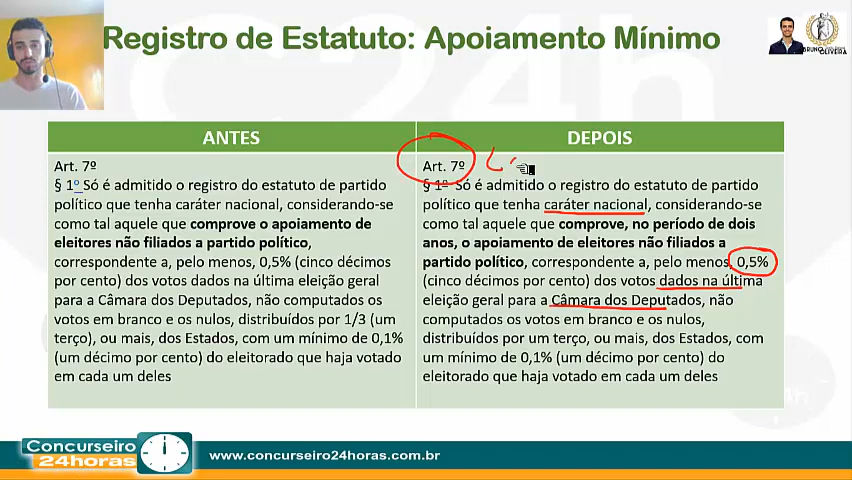 Registro de Estatuto: Apoiamento Mínimo
BRUNO OLIVEIRA
ANTES
Art. 7º
§ 1º Só é admitido o registro do estatuto de partido
político que tenha caráter nacional, considerando-se
como tal aquele que comprove o apoiamento de
eleitores não filiados a partido político,
correspondente a, pelo menos, 0,5% (cinco décimos
por cento) dos votos dados na última eleição geral
para a Câmara dos Deputados, não computados os
votos em branco e os nulos, distribuídos por 1/3 (um
terço), ou mais, dos Estados, com um mínimo de 0,1%
(um décimo por cento) do eleitorado que haja votado
em cada um deles
DEPOIS
Art. 7º
§ 1º Só é admitido o registro do estatuto de partido
político que tenha caráter nacional, considerando-se
como tal aquele que comprove, no período de dois
anos, o apoiamento de eleitores não filiados a
partido político, correspondente a, pelo menos, 0,5%
(cinco décimos por cento) dos votos dados na última
eleição geral para a Câmara dos Deputados, não
computados os votos em branco e os nulos,
distribuídos por um terço, ou mais, dos Estados, com
um mínimo de 0,1% (um décimo por cento) do
eleitorado que haja votado em cada um deles
Concurseiro
24horas
www.concurseiro24horas.com.br